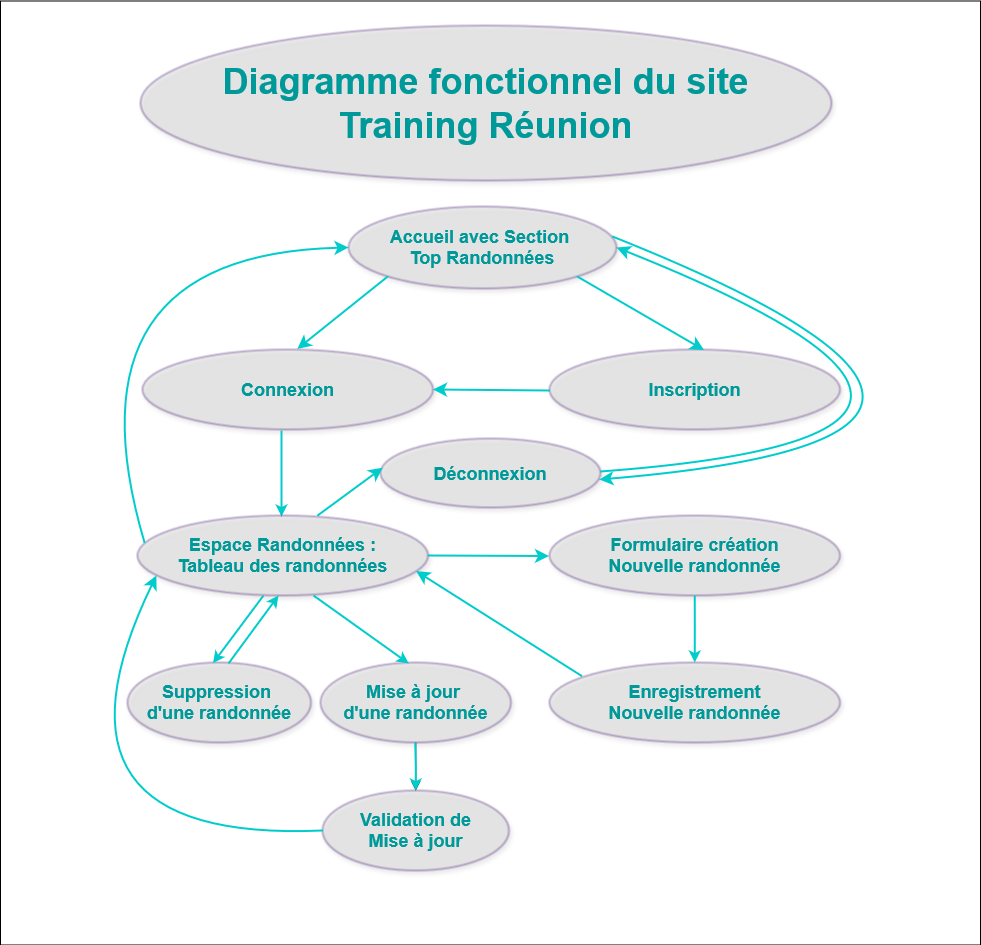 Diagramme fonctionnel du site
Training Réunion
Accueil avec Section
Top Randonnées
Connexion
Inscription
Déconnexion
Espace Randonnées :
Tableau des randonnées
Formulaire création
Nouvelle randonnée
Suppression
d'une randonnée
Mise à jour
d'une randonnée
Enregistrement
Nouvelle randonnée
Validation de
Mise à jour